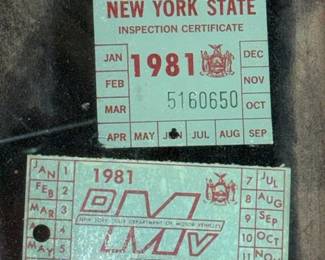 NEW YORK STATE
INSPECTION CERTIFICATE
JAN 1981 DEC
FEB NOV
MAR 5160650 OCT
APR MAY JUN JUL AUG SEP
JAN 1 1981 7 JUL
FEB 2 DMV 8 AUG
MAR 3 NEW YORK STATE DEPARTMENT OF MOTOR VEHICLES 9 SEP
4 10 OCT
MAY 5 11